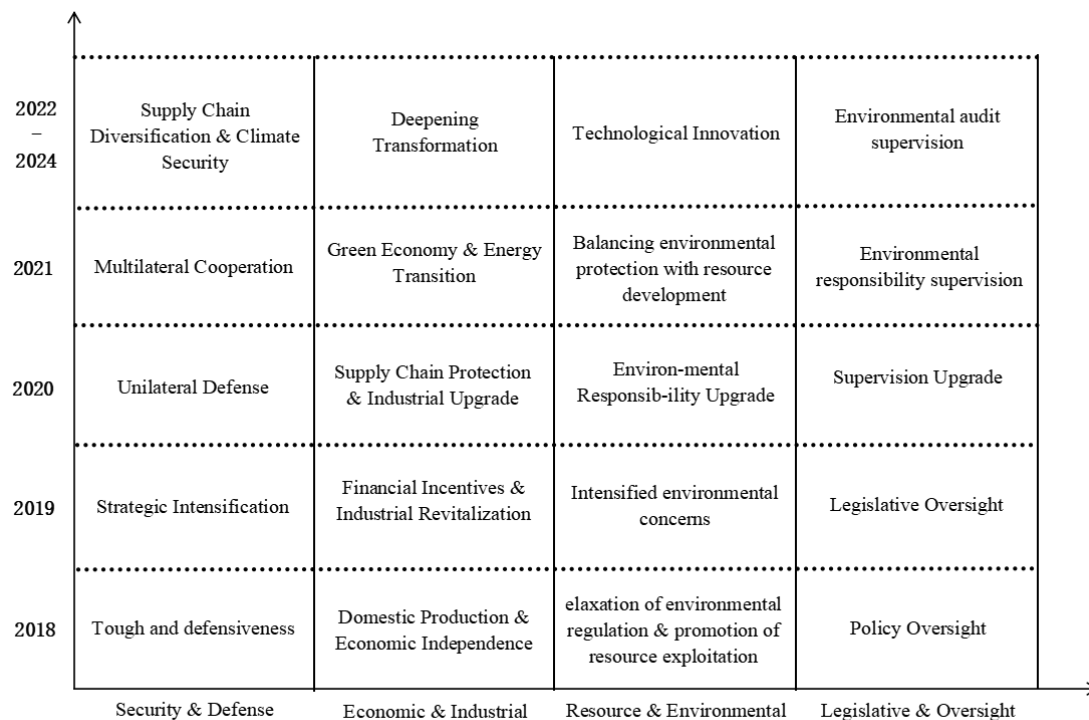 2022
–
2024
Supply Chain
Diversification & Climate
Security
Deepening
Transformation
Technological Innovation
Environmental audit
supervision
2021
Multilateral Cooperation
Green Economy & Energy
Transition
Balancing environmental
protection with resource
development
Environmental
responsibility supervision
2020
Unilateral Defense
Supply Chain Protection
& Industrial Upgrade
Environ-mental
Responsib-ility Upgrade
Supervision Upgrade
2019
Strategic Intensification
Financial Incentives &
Industrial Revitalization
Intensified environmental
concerns
Legislative Oversight
2018
Tough and defensiveness
Domestic Production &
Economic Independence
elaxation of environmental
regulation & promotion of
resource exploitation
Policy Oversight
Security & Defense
Economic & Industrial
Resource & Environmental
Legislative & Oversight